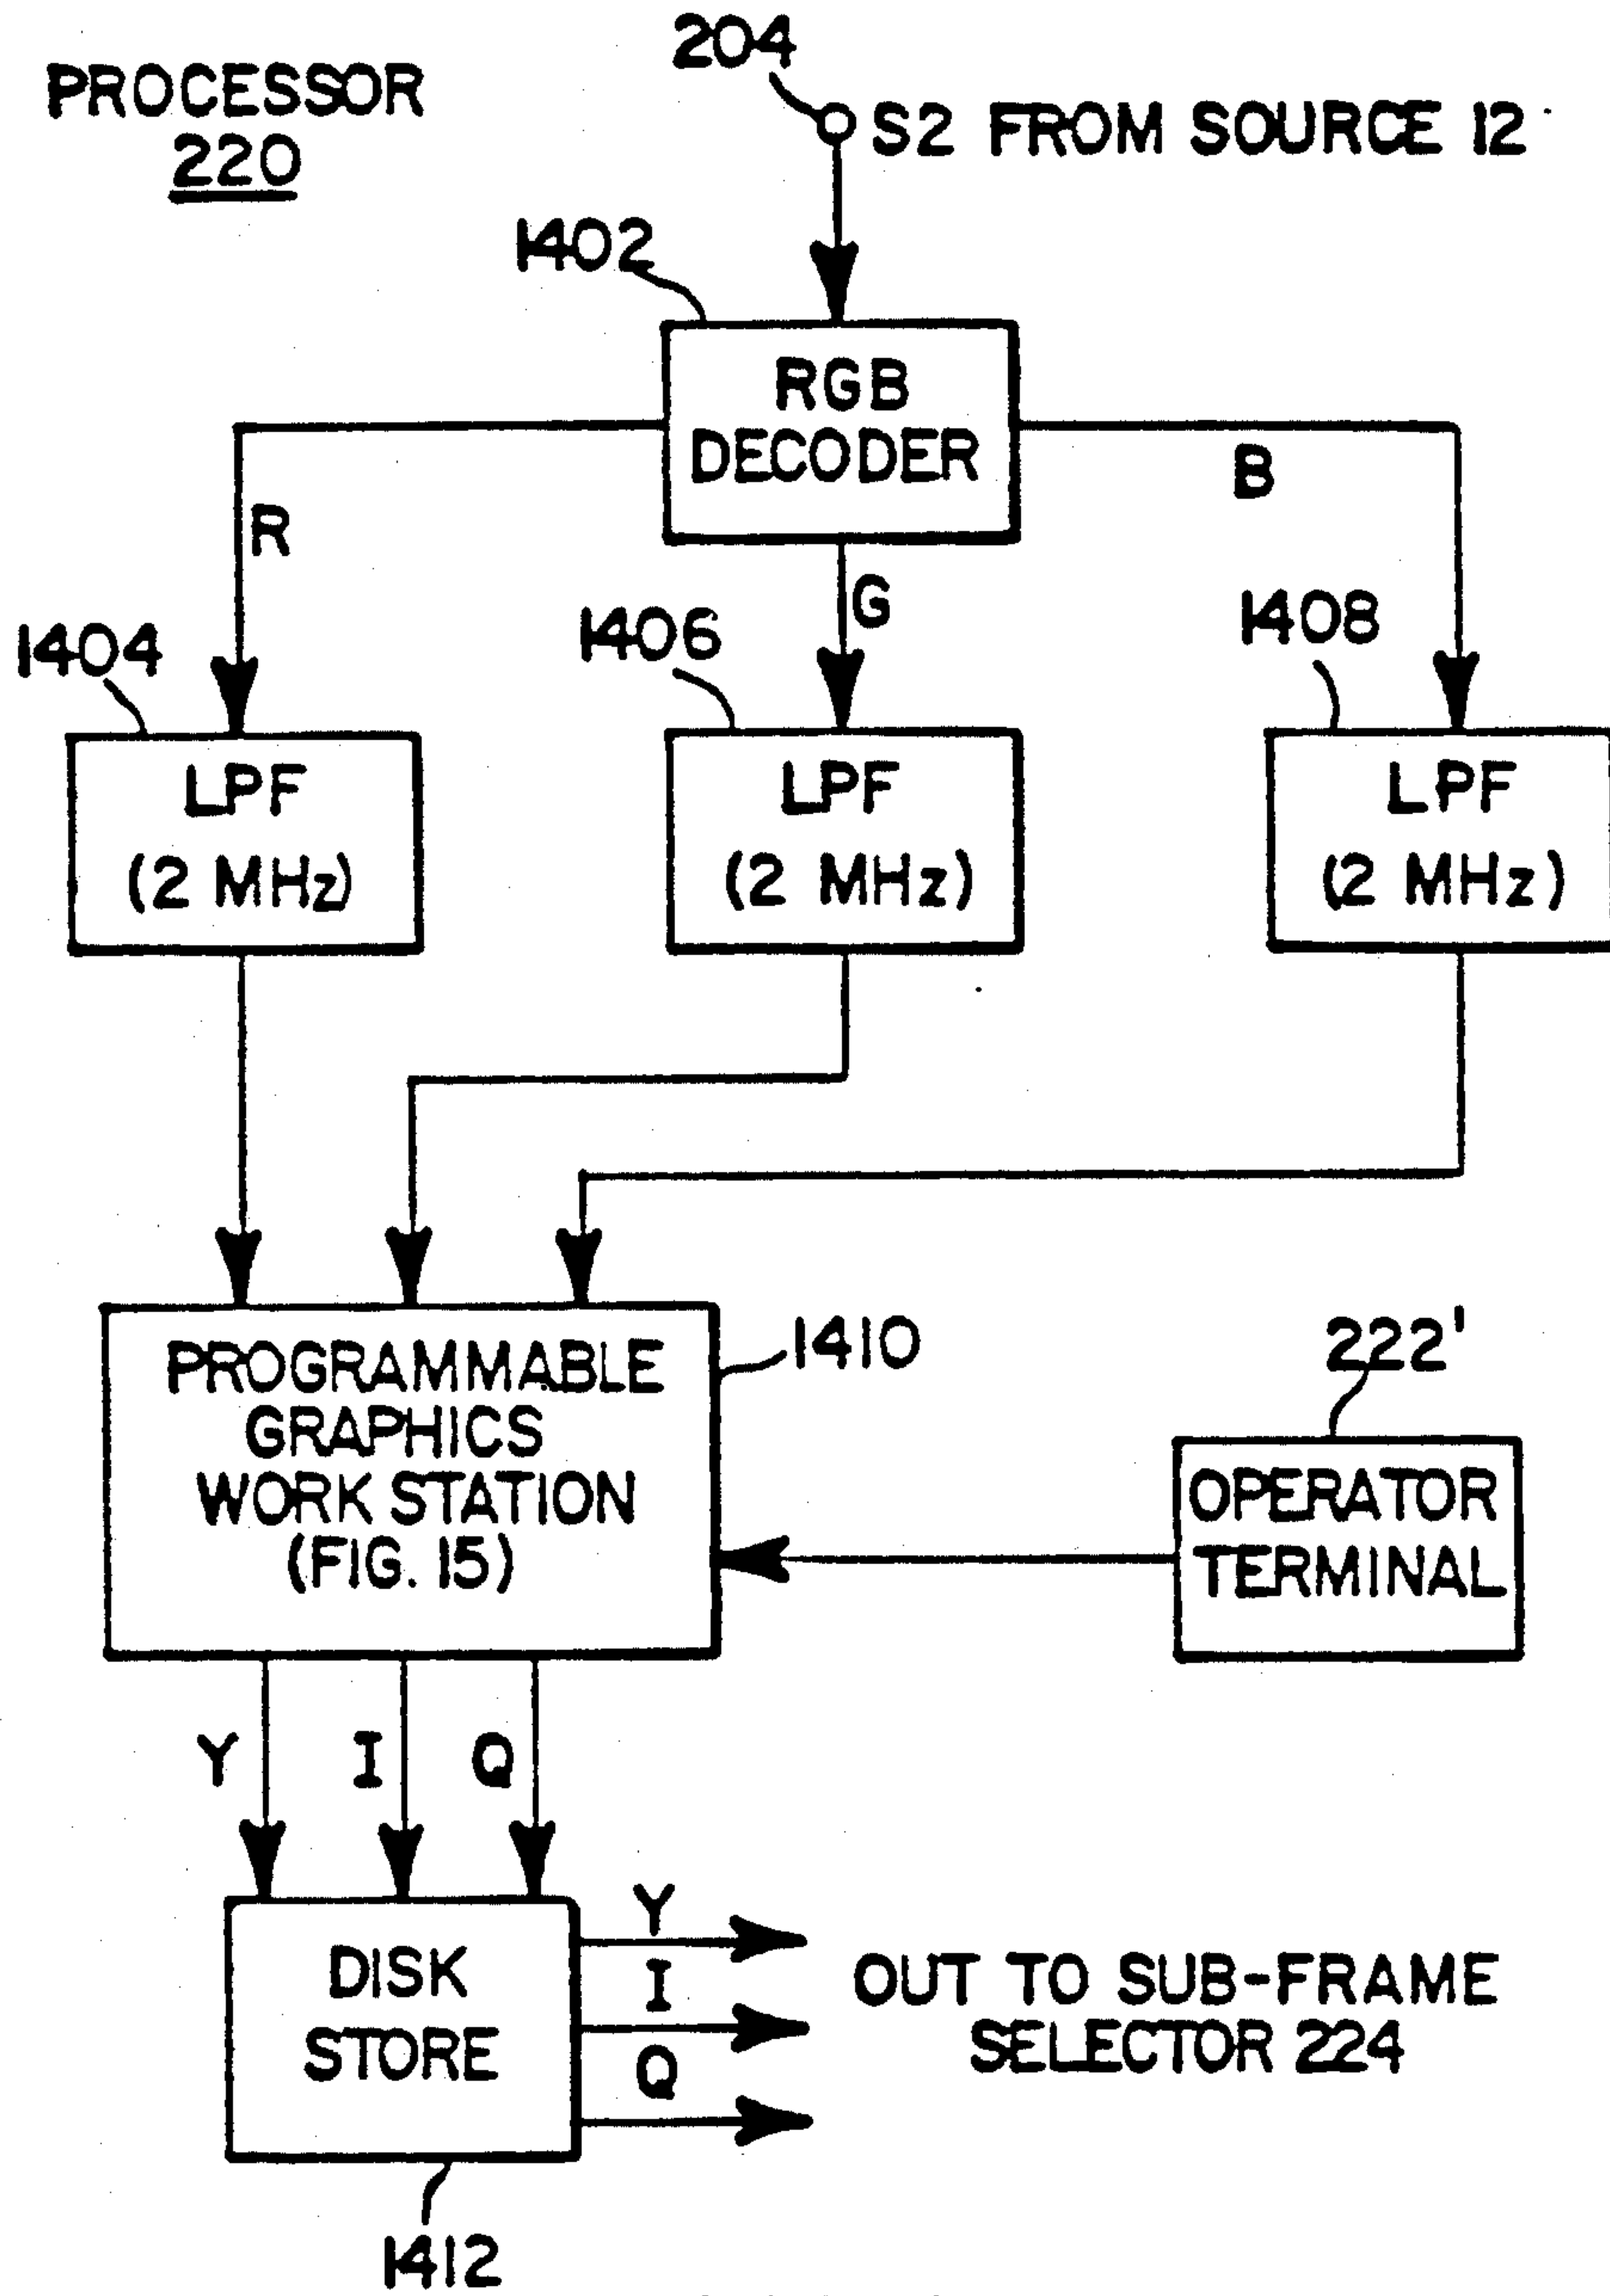 PROCESSOR
220
204
S2 FROM SOURCE 12
1402
RGB
DECODER
R
G
B
1404
1406
1408
LPF
(2 MHz)
LPF
(2 MHz)
LPF
(2 MHz)
PROGRAMMABLE
GRAPHICS
WORK STATION
(FIG. 15)
1410
222'
OPERATOR
TERMINAL
Y
I
Q
DISK
STORE
Y
I
Q
OUT TO SUB-FRAME
SELECTOR 224
1412